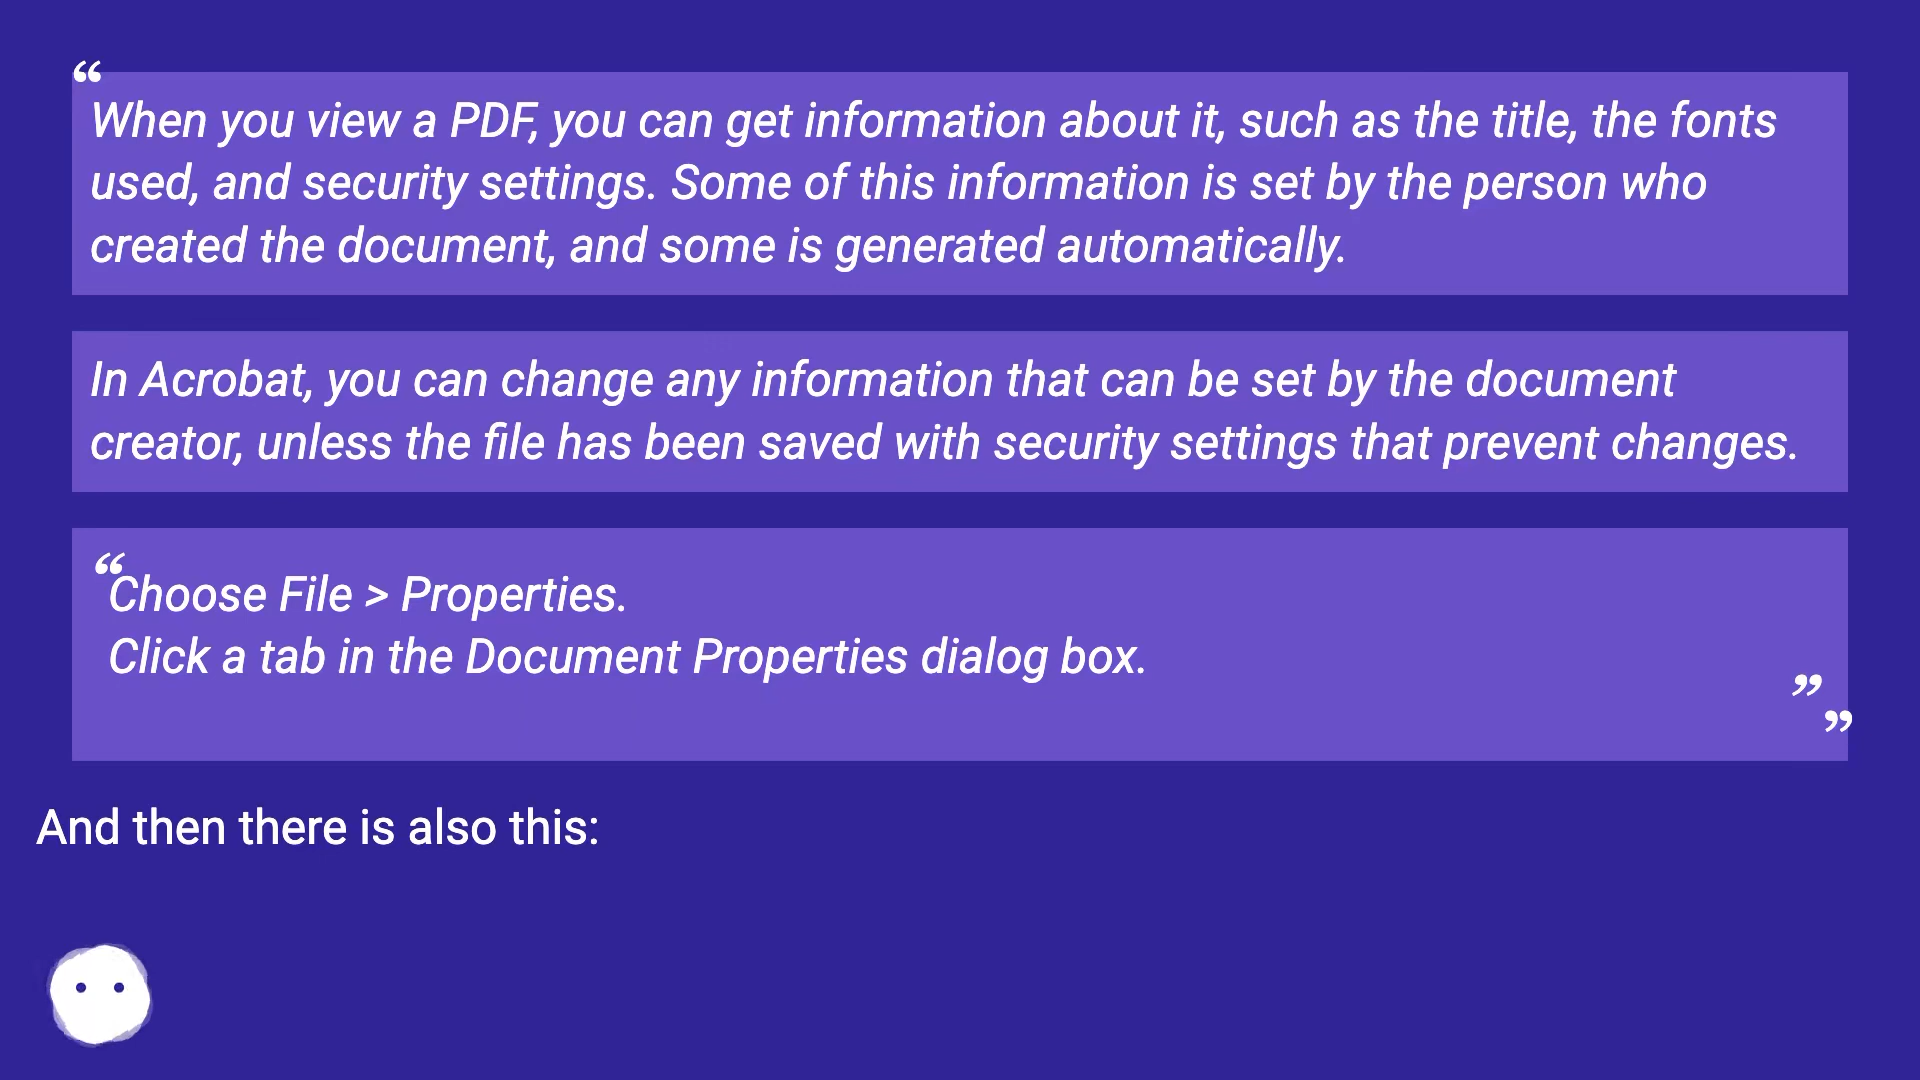 “
When you view a PDF, you can get information about it, such as the title, the fonts
used, and security settings. Some of this information is set by the person who
created the document, and some is generated automatically.
In Acrobat, you can change any information that can be set by the document
creator, unless the file has been saved with security settings that prevent changes.
“
Choose File > Properties.
Click a tab in the Document Properties dialog box.
”
”
And then there is also this: